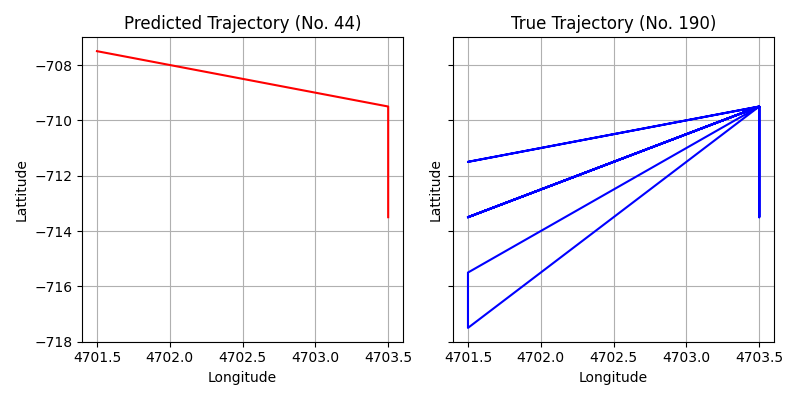 Predicted Trajectory (No. 44)
−708
−710
−712
−714
−716
−718
Lattitude
4701.5 4702.0 4702.5 4703.0 4703.5
Longitude
True Trajectory (No. 190)
Lattitude
4701.5 4702.0 4702.5 4703.0 4703.5
Longitude